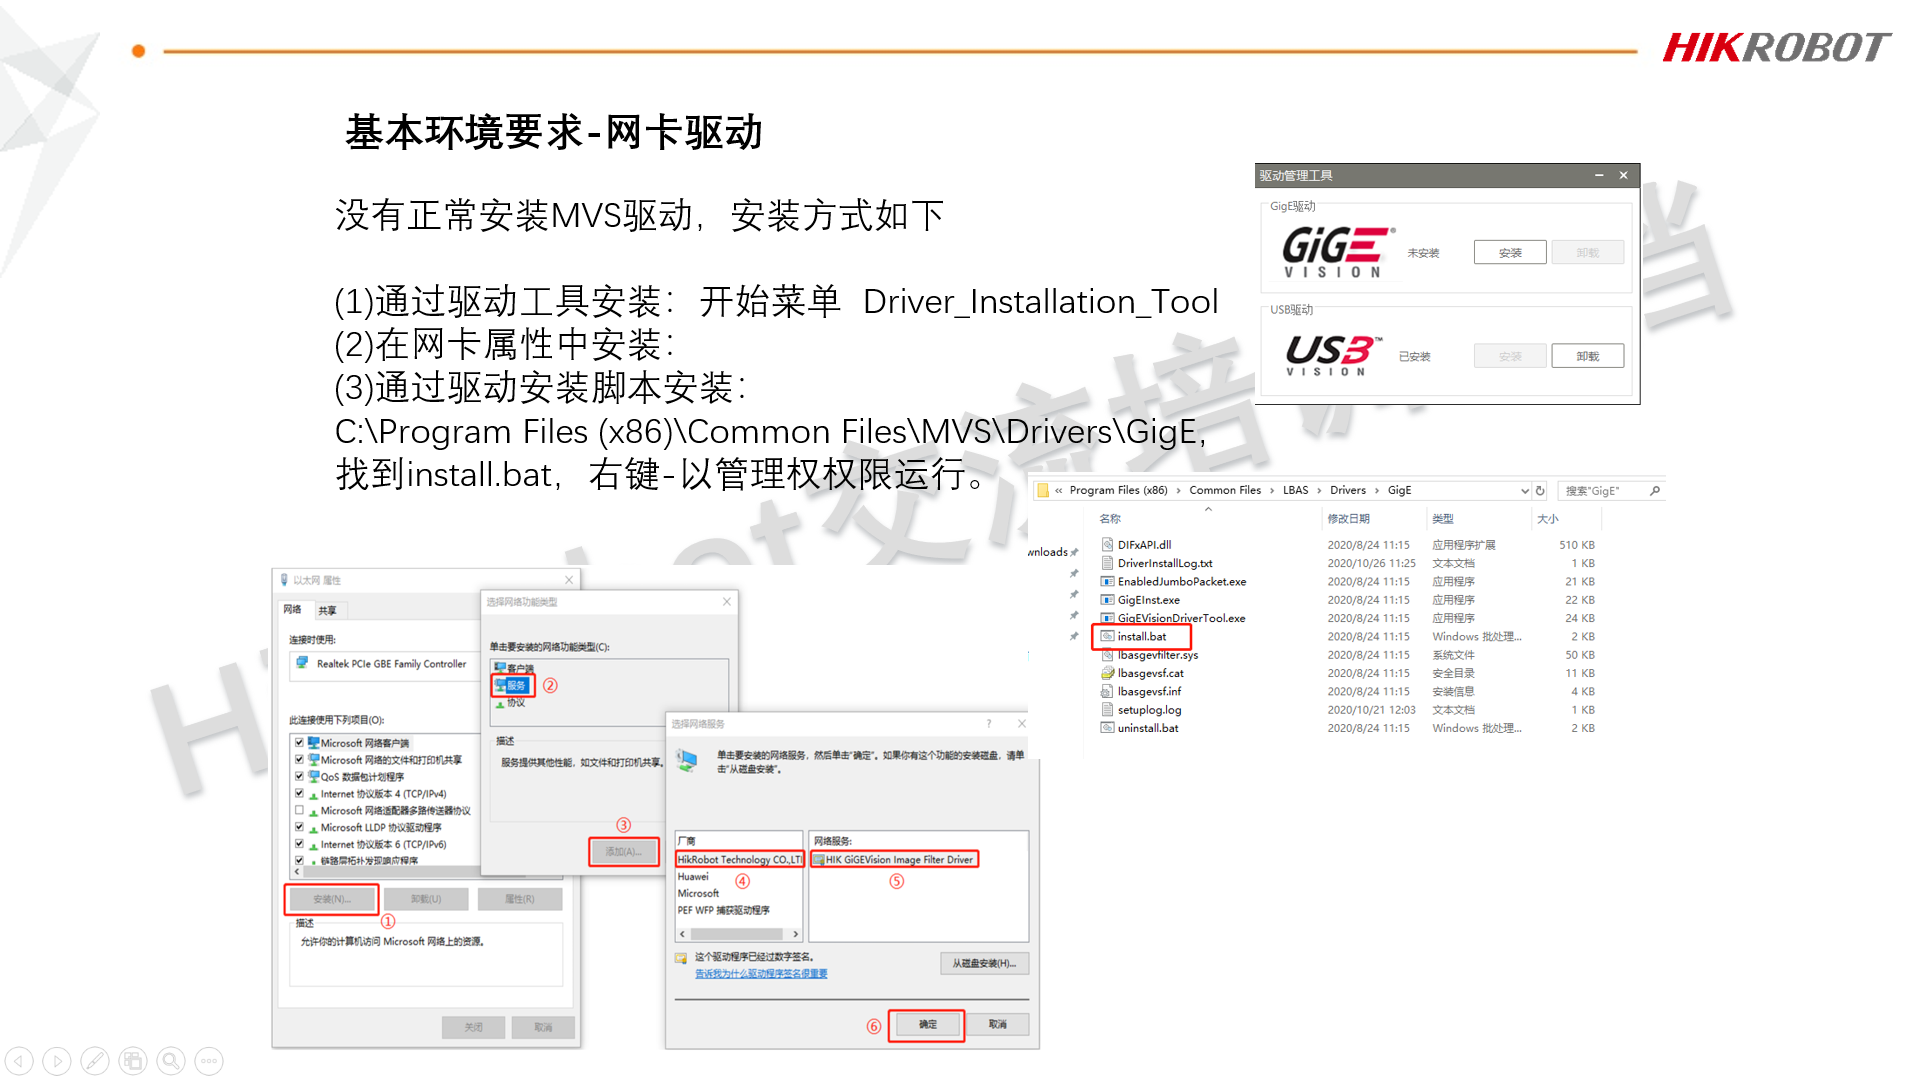 HIKROBOT
基本环境要求-网卡驱动
没有正常安装MVS驱动，安装方式如下
(1)通过驱动工具安装：开始菜单 Driver_Installation_Tool
(2)在网卡属性中安装：
(3)通过驱动安装脚本安装：
C:\Program Files (x86)\Common Files\MVS\Drivers\GigE,
找到install.bat，右键-以管理权权限运行。
驱动管理工具
GigE驱动
GiGE VISION 未安装 安装 卸载
USB驱动
USB3 VISION 已安装 安装 卸载
« Program Files (x86) › Common Files › LBAS › Drivers › GigE 搜索"GigE"
名称 修改日期 类型 大小
wnloads
DIFxAPI.dll 2020/8/24 11:15 应用程序扩展 510 KB
DriverInstallLog.txt 2020/10/26 11:25 文本文档 1 KB
EnabledJumboPacket.exe 2020/8/24 11:15 应用程序 21 KB
GigEInst.exe 2020/8/24 11:15 应用程序 22 KB
GigEVisionDriverTool.exe 2020/8/24 11:15 应用程序 24 KB
install.bat 2020/8/24 11:15 Windows 批处理... 2 KB
lbasgevfilter.sys 2020/8/24 11:15 系统文件 50 KB
lbasgevsf.cat 2020/8/24 11:15 安全目录 11 KB
lbasgevsf.inf 2020/8/24 11:15 安装信息 4 KB
setuplog.log 2020/10/21 12:03 文本文档 1 KB
uninstall.bat 2020/8/24 11:15 Windows 批处理... 2 KB
以太网 属性
网络 共享
连接时使用:
Realtek PCIe GBE Family Controller
此连接使用下列项目(O):
Microsoft 网络客户端
Microsoft 网络的文件和打印机共享
QoS 数据包计划程序
Internet 协议版本 4 (TCP/IPv4)
Microsoft 网络适配器多路传送器协议
Microsoft LLDP 协议驱动程序
Internet 协议版本 6 (TCP/IPv6)
链路层拓扑发现响应程序
安装(N)... 卸载(U) 属性(R)
①
描述
允许你的计算机访问 Microsoft 网络上的资源。
关闭 取消
选择网络功能类型
单击要安装的网络功能类型(C):
客户端
服务 ②
协议
描述
服务提供其他性能，如文件和打印机共享。
③
添加(A)...
选择网络服务 ?
单击要安装的网络服务，然后单击"确定"。如果你有这个功能的安装磁盘，请单
击"从磁盘安装"。
厂商 网络服务:
HikRobot Technology CO.,LT HIK GiGEVision Image Filter Driver
Huawei ④ ⑤
Microsoft
PEF WFP 捕获驱动程序
这个驱动程序已经过数字签名。
告诉我为什么驱动程序签名很重要
从磁盘安装(H)...
⑥ 确定 取消